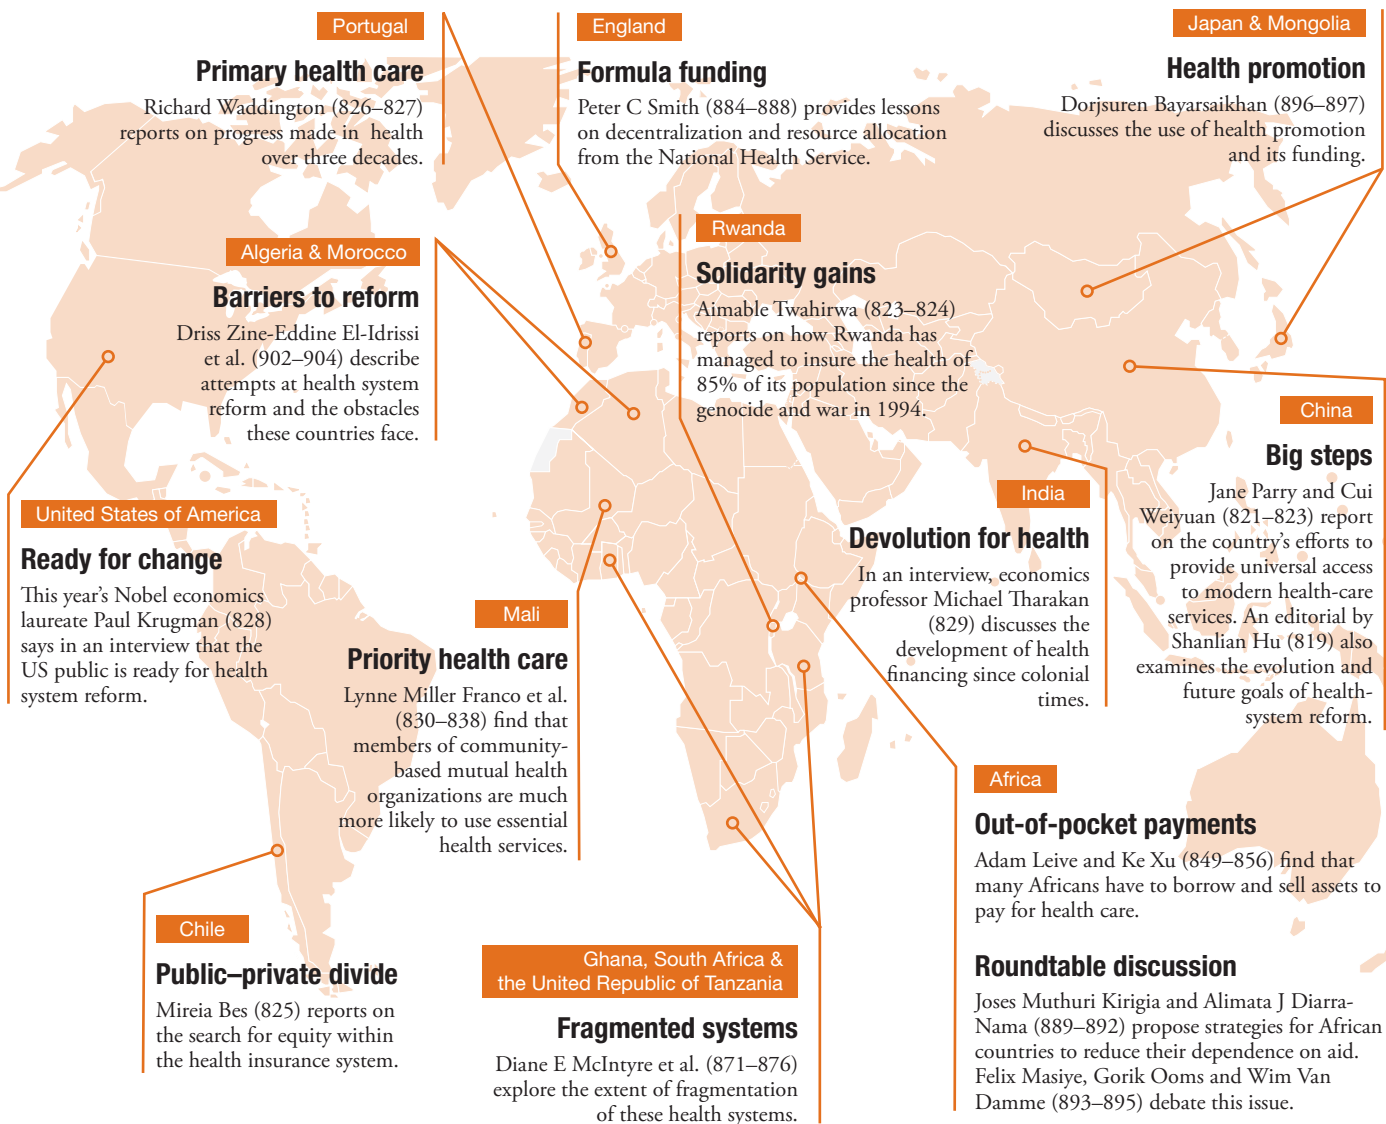 Portugal
Primary health care
Richard Waddington (826–827)
reports on progress made in health
over three decades.
England
Formula funding
Peter C Smith (884–888) provides lessons
on decentralization and resource allocation
from the National Health Service.
Japan & Mongolia
Health promotion
Dorjsuren Bayarsaikhan (896–897)
discusses the use of health promotion
and its funding.
Algeria & Morocco
Barriers to reform
Driss Zine-Eddine El-Idrissi
et al. (902–904) describe
attempts at health system
reform and the obstacles
these countries face.
Rwanda
Solidarity gains
Aimable Twahirwa (823–824)
reports on how Rwanda has
managed to insure the health of
85% of its population since the
genocide and war in 1994.
China
Big steps
Jane Parry and Cui
Weiyuan (821–823) report
on the country’s efforts to
provide universal access
to modern health-care
services. An editorial by
Shanlian Hu (819) also
examines the evolution and
future goals of health-
system reform.
India
Devolution for health
In an interview, economics
professor Michael Tharakan
(829) discusses the
development of health
financing since colonial
times.
United States of America
Ready for change
This year’s Nobel economics
laureate Paul Krugman (828)
says in an interview that the
US public is ready for health
system reform.
Mali
Priority health care
Lynne Miller Franco et al.
(830–838) find that
members of community-
based mutual health
organizations are much
more likely to use essential
health services.
Africa
Out-of-pocket payments
Adam Leive and Ke Xu (849–856) find that
many Africans have to borrow and sell assets to
pay for health care.
Roundtable discussion
Joses Muthuri Kirigia and Alimata J Diarra-
Nama (889–892) propose strategies for African
countries to reduce their dependence on aid.
Felix Masiye, Gorik Ooms and Wim Van
Damme (893–895) debate this issue.
Chile
Public–private divide
Mireia Bes (825) reports on
the search for equity within
the health insurance system.
Ghana, South Africa &
the United Republic of Tanzania
Fragmented systems
Diane E McIntyre et al. (871–876)
explore the extent of fragmentation
of these health systems.